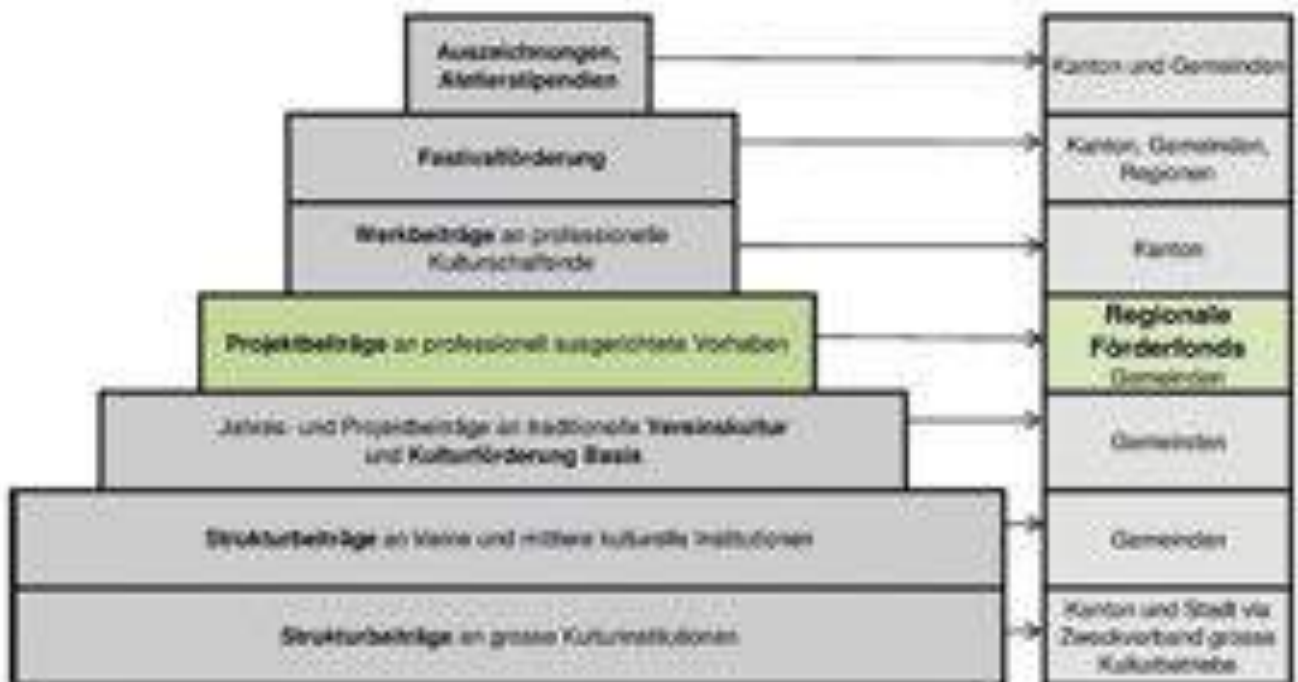 Auszeichnungen,
Atelierstipendien
Kanton und Gemeinden
Festivalförderung
Kanton, Gemeinden,
Regionen
Werkbeiträge an professionelle
Kulturschaffende
Kanton
Projektbeiträge an professionell ausgerichtete Vorhaben
Regionale
Förderfonds
Gemeinden
Jahres- und Projektbeiträge an traditionelle Vereinskultur
und Kulturförderung Basis
Gemeinden
Strukturbeiträge an kleine und mittlere kulturelle Institutionen
Gemeinden
Strukturbeiträge an grosse Kulturinstitutionen
Kanton und Stadt via
Zweckverband grosse
Kulturbetriebe